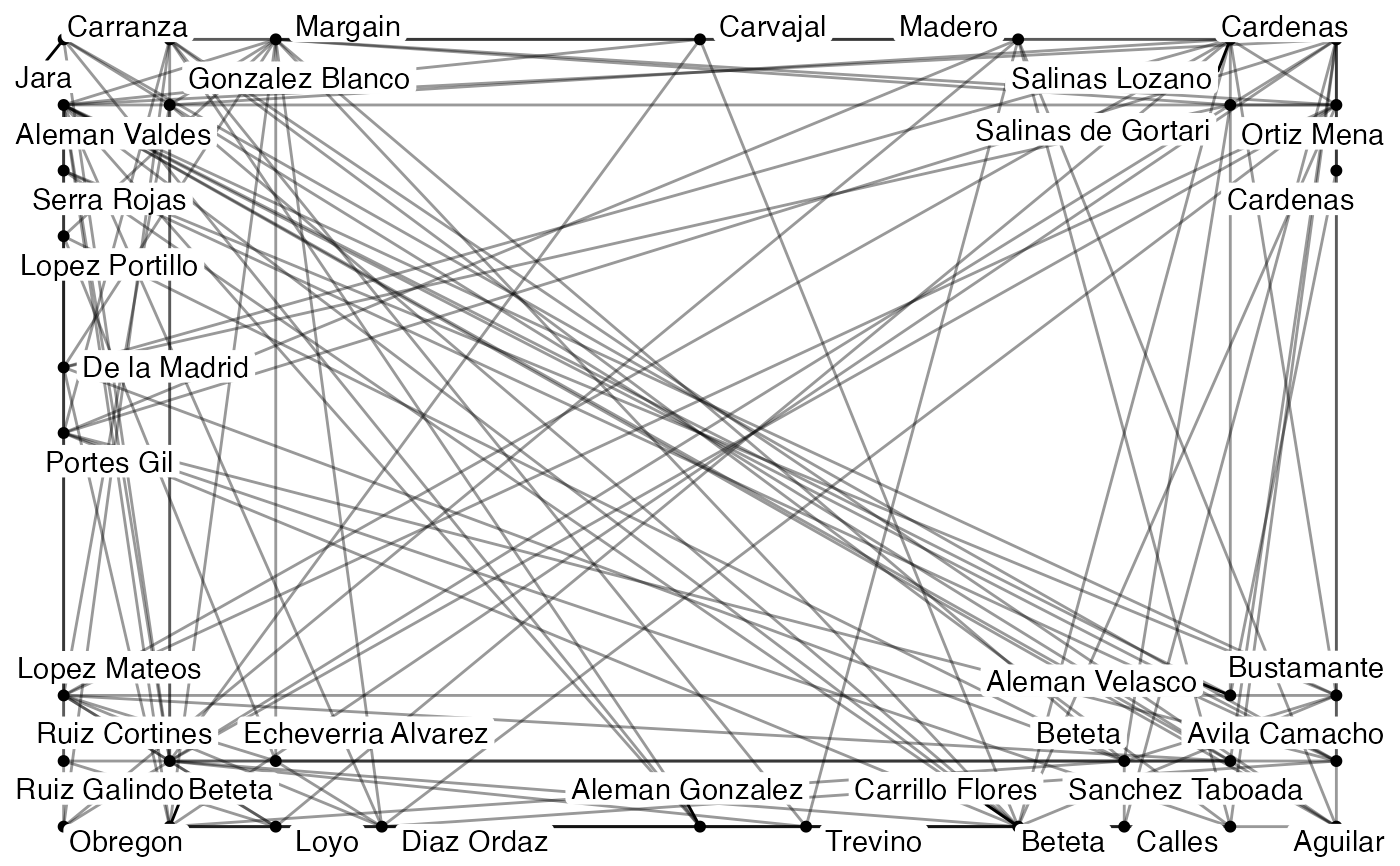 Carranza
Margain
Carvajal
Madero
Cardenas
Jara
Gonzalez Blanco
Salinas Lozano
Aleman Valdes
Salinas de Gortari
Ortiz Mena
Serra Rojas
Cardenas
Lopez Portillo
De la Madrid
Portes Gil
Lopez Mateos
Aleman Velasco
Bustamante
Ruiz Cortines
Echeverria Alvarez
Beteta
Avila Camacho
Ruiz Galindo
Beteta
Aleman Gonzalez
Carrillo Flores
Sanchez Taboada
Obregon
Loyo
Diaz Ordaz
Trevino
Beteta
Calles
Aguilar